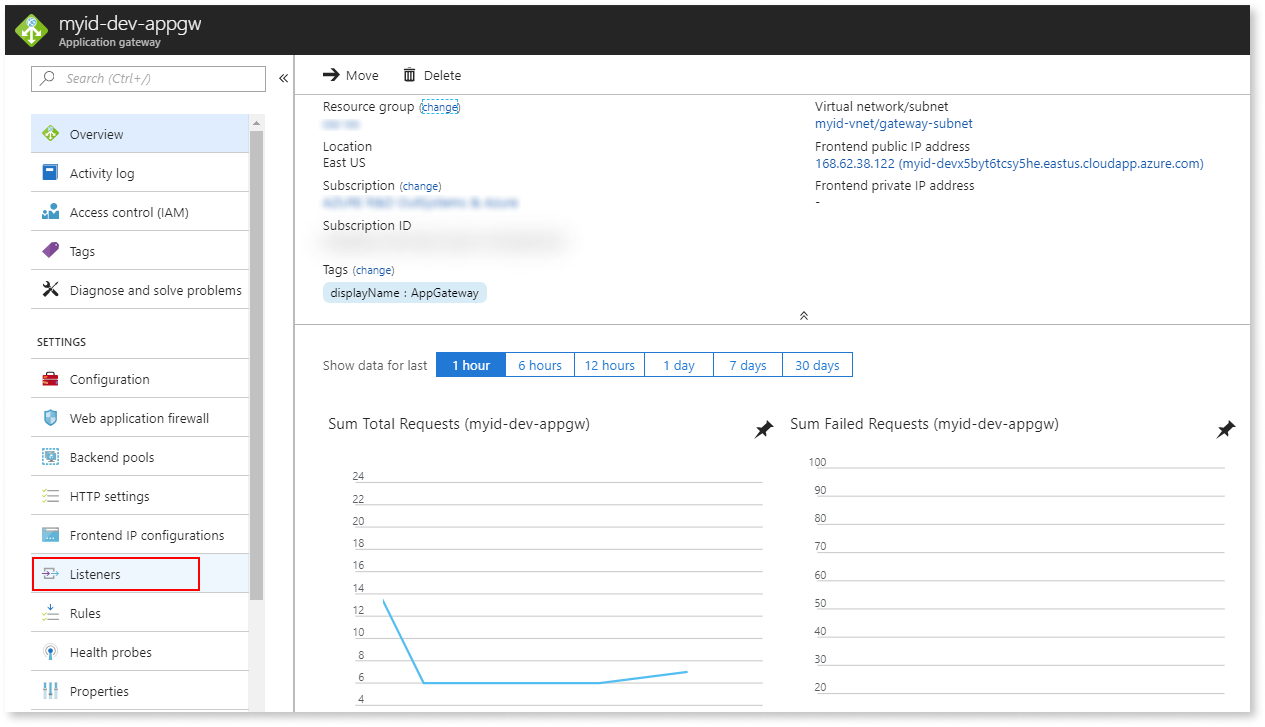 myid-dev-appgw
Application gateway
Search (Ctrl+/)
«
Overview
Activity log
Access control (IAM)
Tags
Diagnose and solve problems
SETTINGS
Configuration
Web application firewall
Backend pools
HTTP settings
Frontend IP configurations
Listeners
Rules
Health probes
Properties
Move
Delete
Resource group (change)
Location
East US
Subscription (change)
Subscription ID
Tags (change)
displayName : AppGateway
Virtual network/subnet
myid-vnet/gateway-subnet
Frontend public IP address
168.62.38.122 (myid-devx5byt6tcsy5he.eastus.cloudapp.azure.com)
Frontend private IP address
-
Show data for last
1 hour
6 hours
12 hours
1 day
7 days
30 days
Sum Total Requests (myid-dev-appgw)
24
22
20
18
16
14
12
10
8
6
4
Sum Failed Requests (myid-dev-appgw)
100
90
80
70
60
50
40
30
20